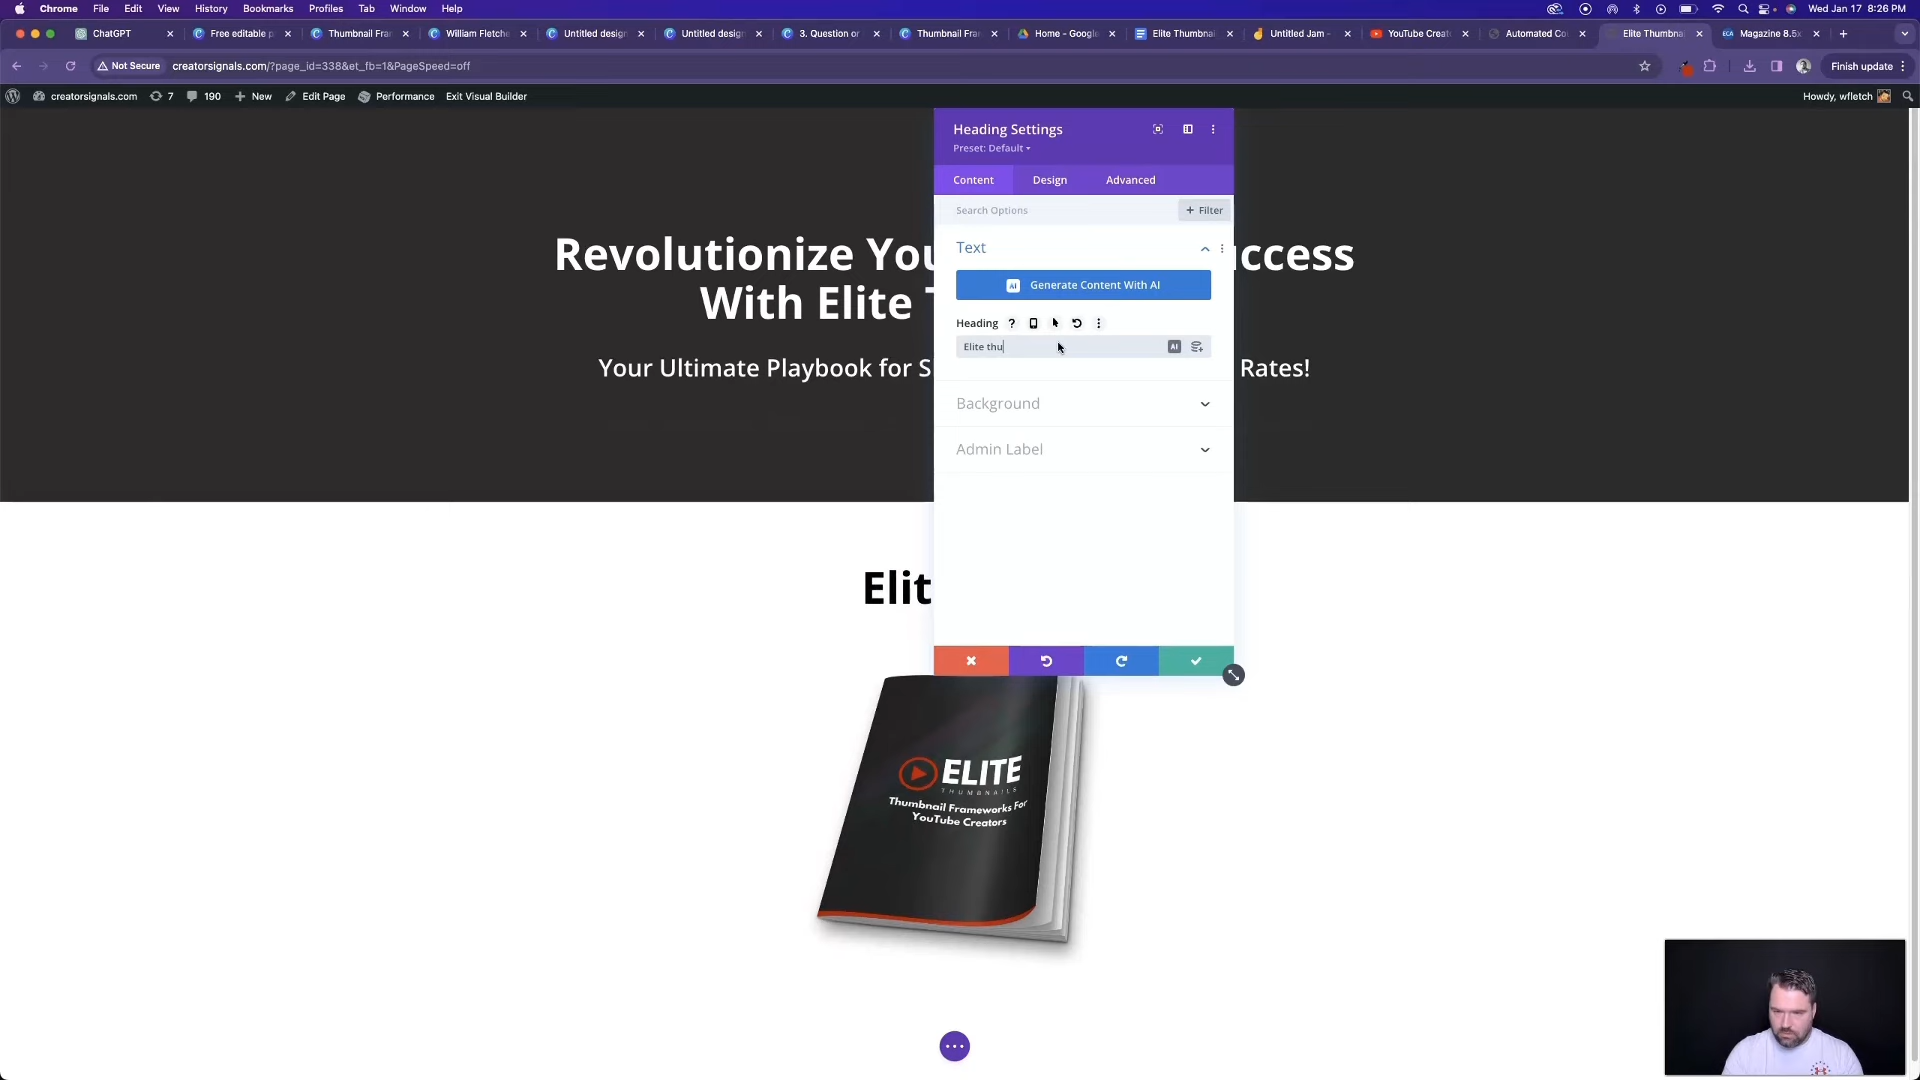 Chrome File Edit View History Bookmarks Profiles Tab Window Help
Wed Jan 17 8:26 PM
ChatGPT
Free editable p
Thumbnail Fra
William Fletche
Untitled design
Untitled design
3. Question or
Thumbnail Fra
Home - Google
Elite Thumbnai
Untitled Jam -
YouTube Creat
Automated Co
Elite Thumbnai
ECA Magazine 8.5x
Not Secure creatorsignals.com/?page_id=338&et_fb=1&PageSpeed=off
Finish update
creatorsignals.com 7 190 New Edit Page Performance Exit Visual Builder
Howdy, wfletch
Heading Settings
Preset: Default
Content Design Advanced
Search Options
+ Filter
Text
AI Generate Content With AI
Heading ?
Elite thu
AI
Background
Admin Label
Revolutionize You ccess
With Elite
Your Ultimate Playbook for S Rates!
Elit
ELITE
THUMBNAILS
Thumbnail Frameworks For
YouTube Creators